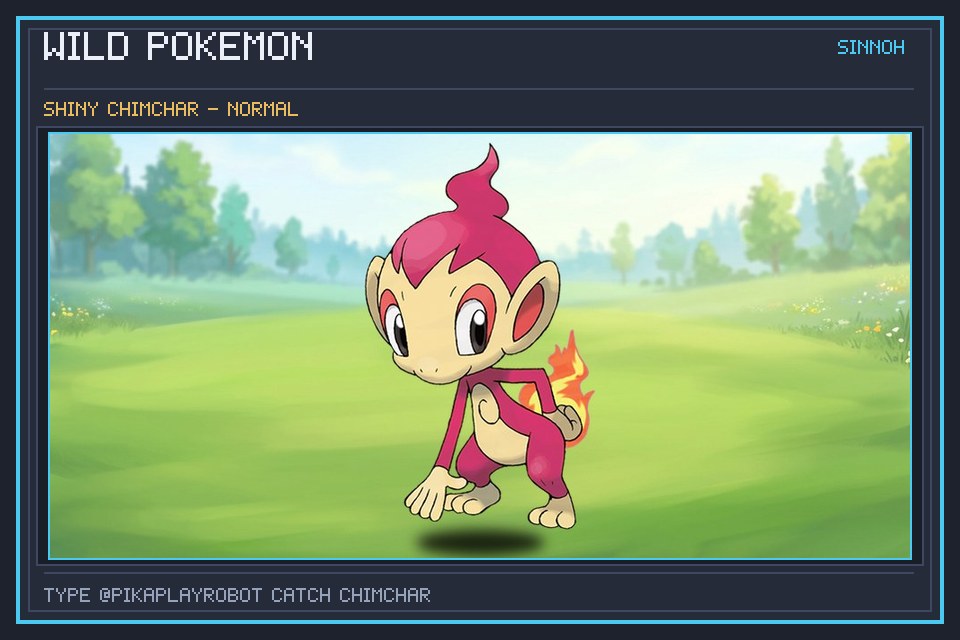 WILD POKEMON
SINNOH
SHINY CHIMCHAR - NORMAL
TYPE @PIKAPLAYROBOT CATCH CHIMCHAR